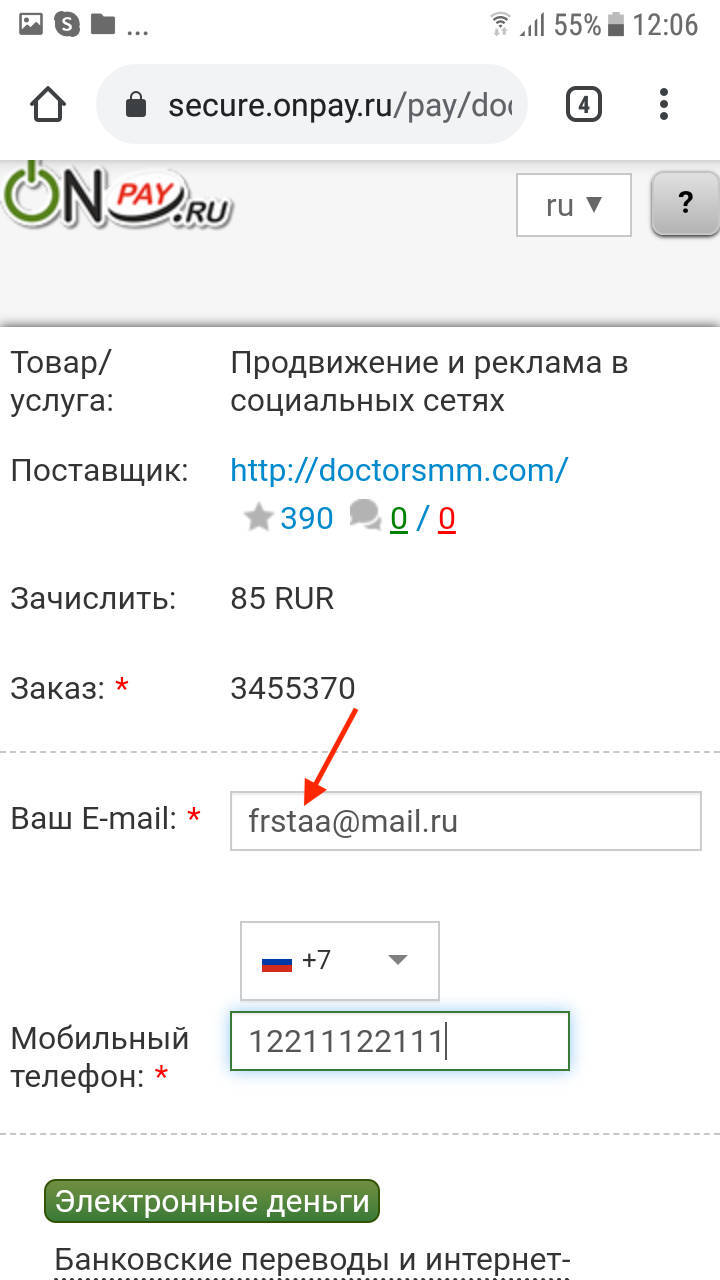 ... 55% 12:06
secure.onpay.ru/pay/doc
4
ON PAY.RU
ru ▼
?
Товар/
услуга:
Продвижение и реклама в
социальных сетях
Поставщик:
http://doctorsmm.com/
390 0 / 0
Зачислить:
85 RUR
Заказ: *
3455370
Ваш E-mail: *
frstaa@mail.ru
+7
Мобильный
телефон: *
12211122111
Электронные деньги
Банковские переводы и интернет-